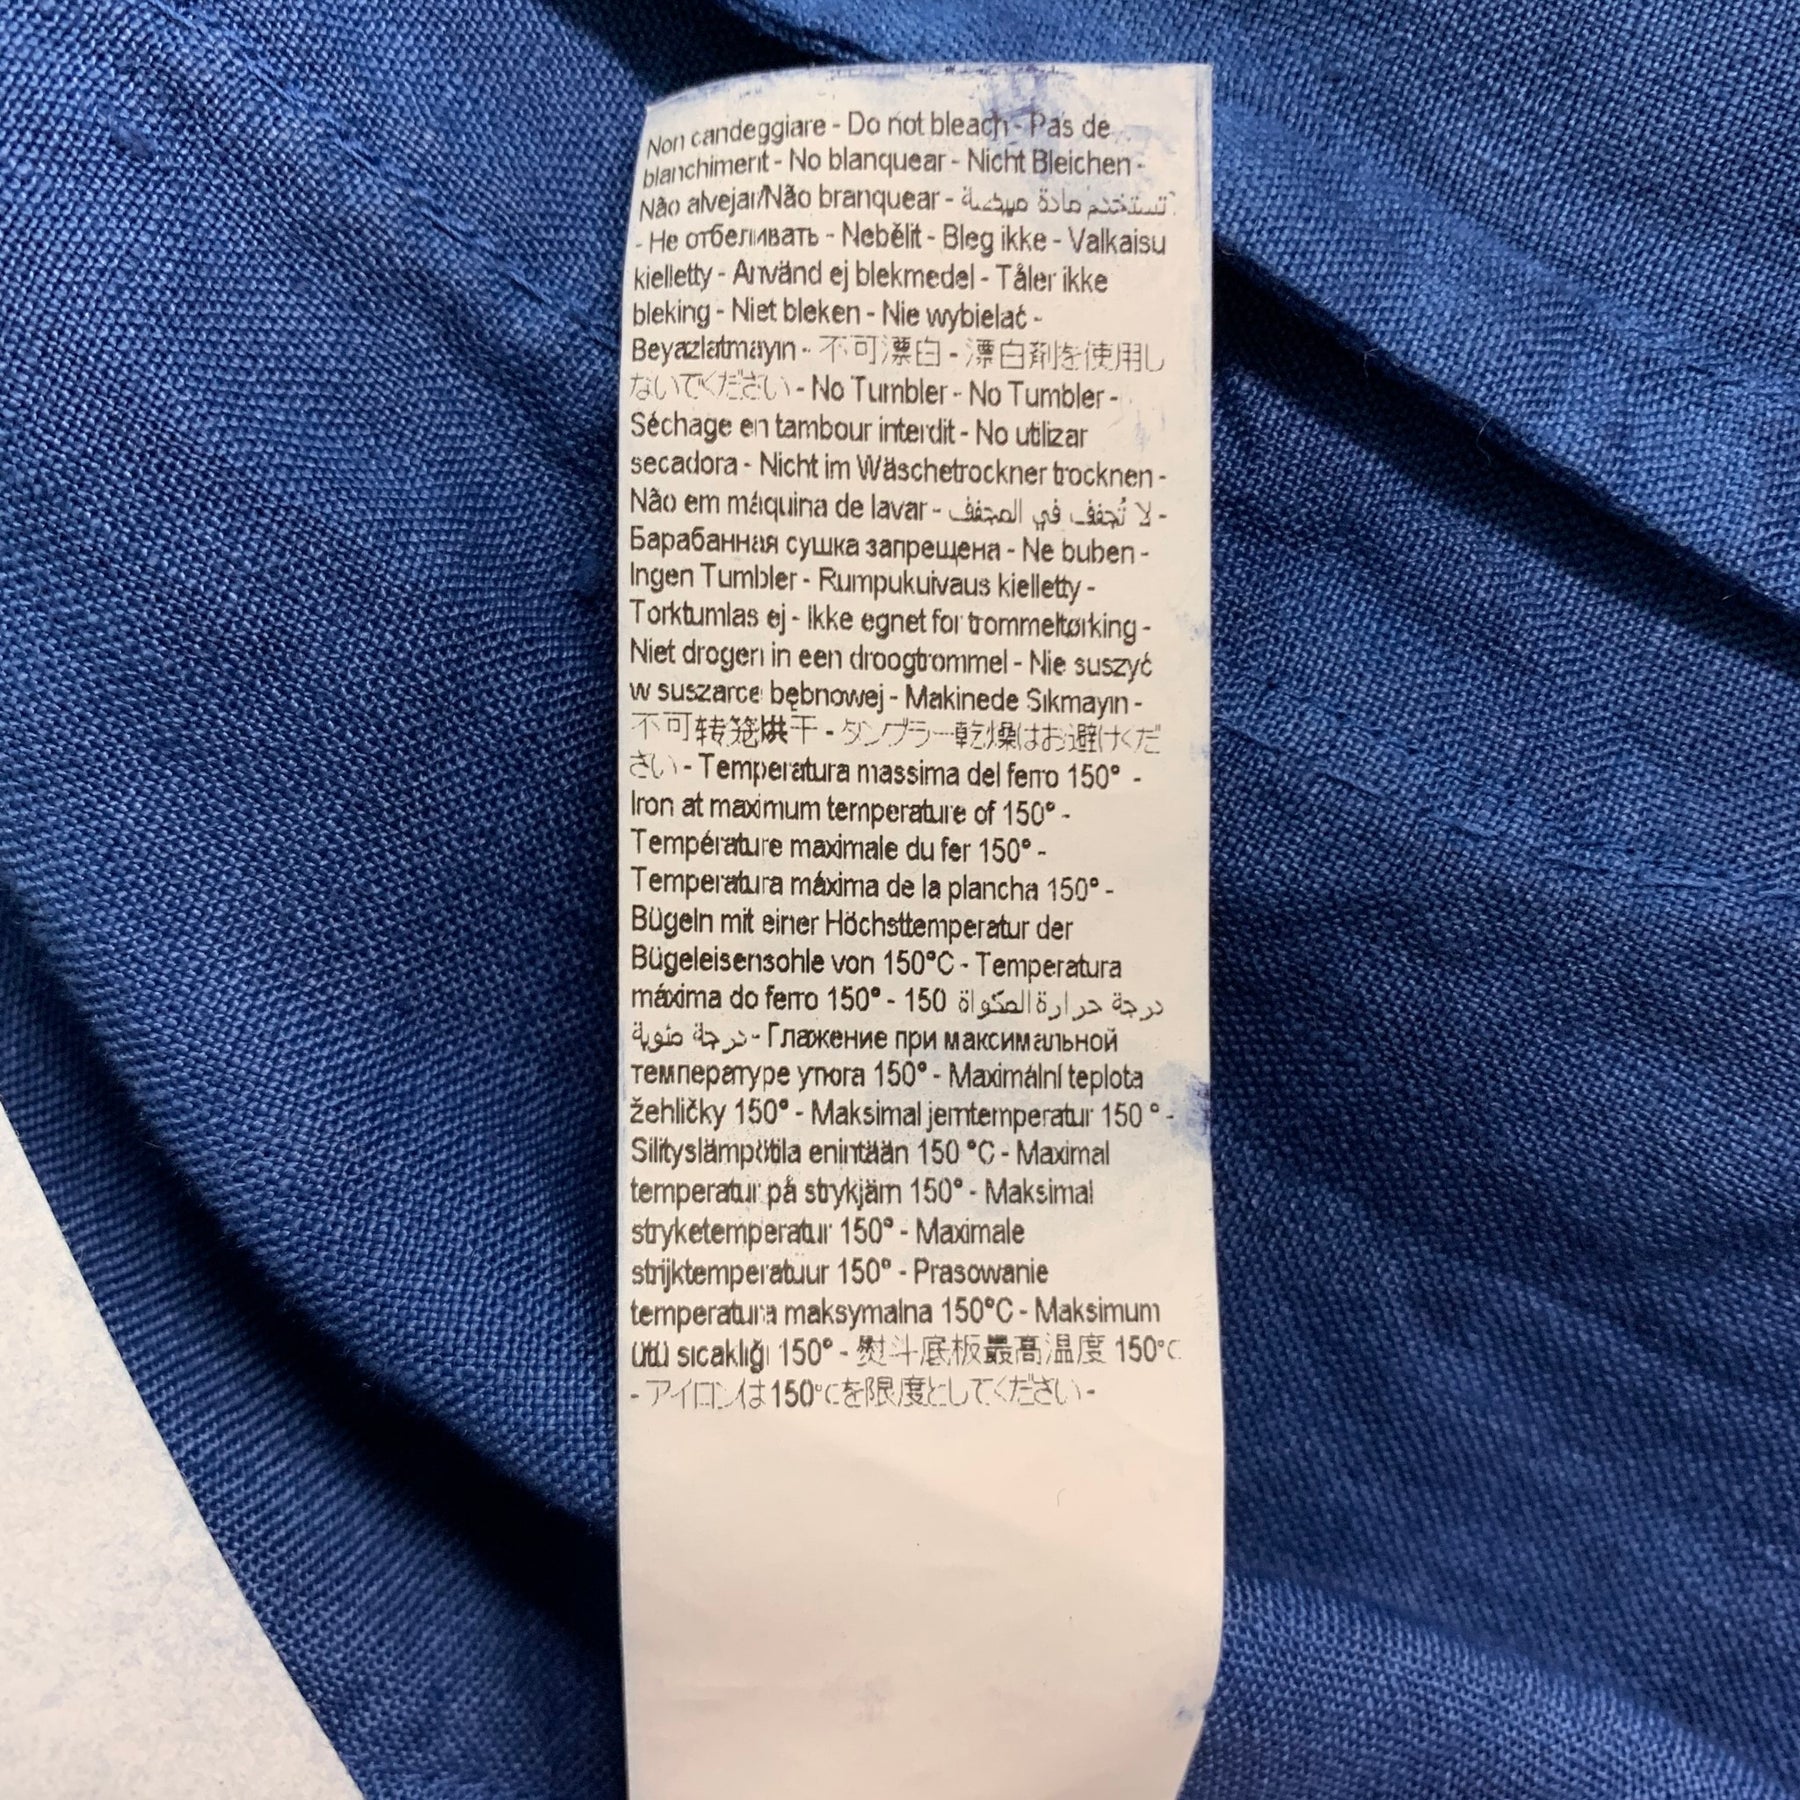 Non candeggiare - Do not bleach - Pas de
blanchiment - No blanquear - Nicht Bleichen -
Não alvejar/Não branquear - تستخدم مادة مبيضة
- Не отбеливать - Nebělit - Bleg ikke - Valkaisu
kielletty - Använd ej blekmedel - Tåler ikke
bleking - Niet bleken - Nie wybielać -
Beyazlatmayın - 不可漂白 - 漂白剤を使用し
ないでください - No Tumbler - No Tumbler -
Séchage en tambour interdit - No utilizar
secadora - Nicht im Wäschetrockner trocknen -
Não em máquina de lavar - لا تُجفف في المجفف -
Барабанная сушка запрещена - Ne buben -
Ingen Tumbler - Rumpukuivaus kielletty -
Torktumlas ej - Ikke egnet for trommeltørking -
Niet drogen in een droogtrommel - Nie suszyć
w suszarce bębnowej - Makinede Sıkmayın -
不可转笼烘干 - タンブラー乾燥はお避けくだ
さい - Temperatura massima del ferro 150° -
Iron at maximum temperature of 150° -
Température maximale du fer 150° -
Temperatura máxima de la plancha 150° -
Bügeln mit einer Höchsttemperatur der
Bügeleisensohle von 150°C - Temperatura
máxima do ferro 150° - 150 درجة حرارة المكواة
درجة مئوية - Глажение при максимальной
температуре утюга 150° - Maximální teplota
žehličky 150° - Maksimal jerntemperatur 150 ° -
Silityslämpötila enintään 150 °C - Maximal
temperatur på strykjärn 150° - Maksimal
stryketemperatur 150° - Maximale
strijktemperatuur 150° - Prasowanie
temperatura maksymalna 150°C - Maksimum
ütü sıcaklığı 150° - 熨斗底板最高温度 150°C
- アイロンは150°Cを限度としてください -